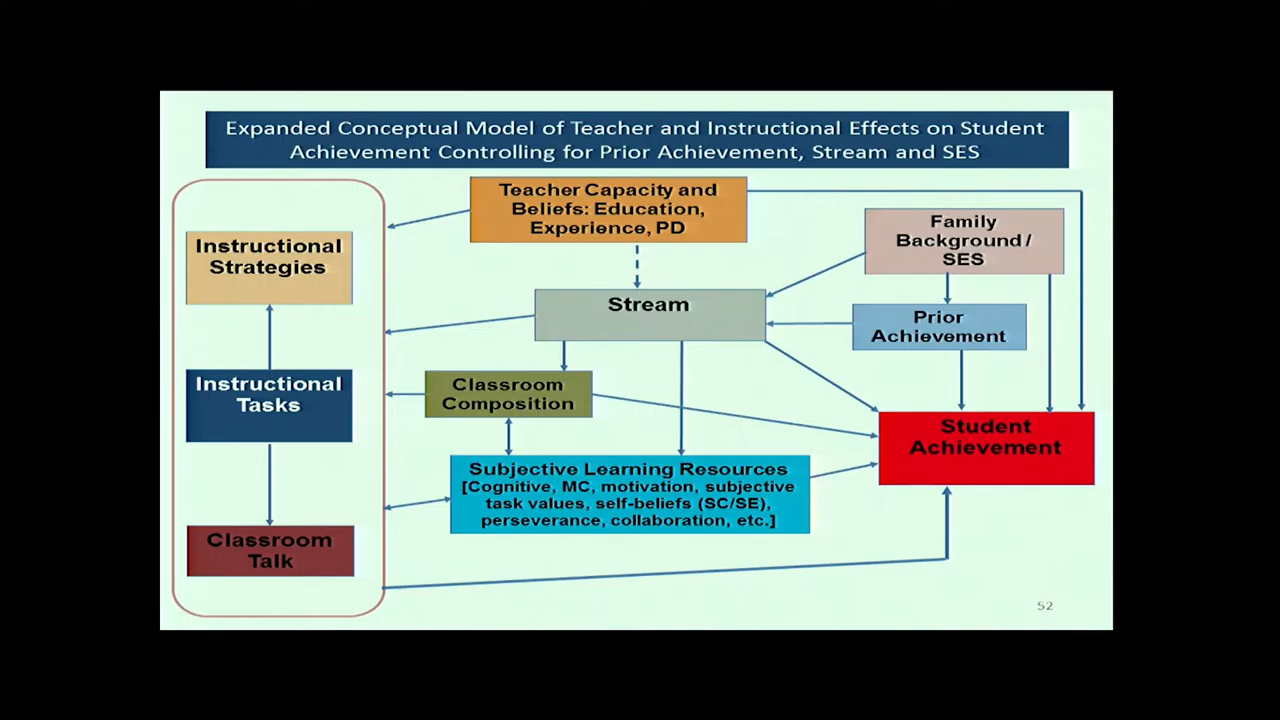 Expanded Conceptual Model of Teacher and Instructional Effects on Student
Achievement Controlling for Prior Achievement, Stream and SES
Teacher Capacity and
Beliefs: Education,
Experience, PD
Family
Background /
SES
Instructional
Strategies
Stream
Prior
Achievement
Instructional
Tasks
Classroom
Composition
Student
Achievement
Subjective Learning Resources
[Cognitive, MC, motivation, subjective
task values, self-beliefs (SC/SE),
perseverance, collaboration, etc.]
Classroom
Talk
52